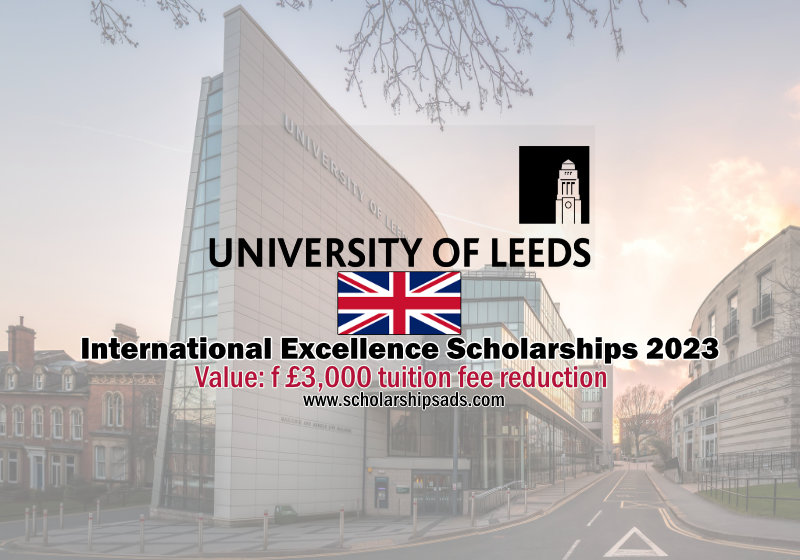 UNIVERSITY OF LEEDS
UNIVERSITY OF LEEDS
International Excellence Scholarships 2023
Value: f £3,000 tuition fee reduction
www.scholarshipsads.com